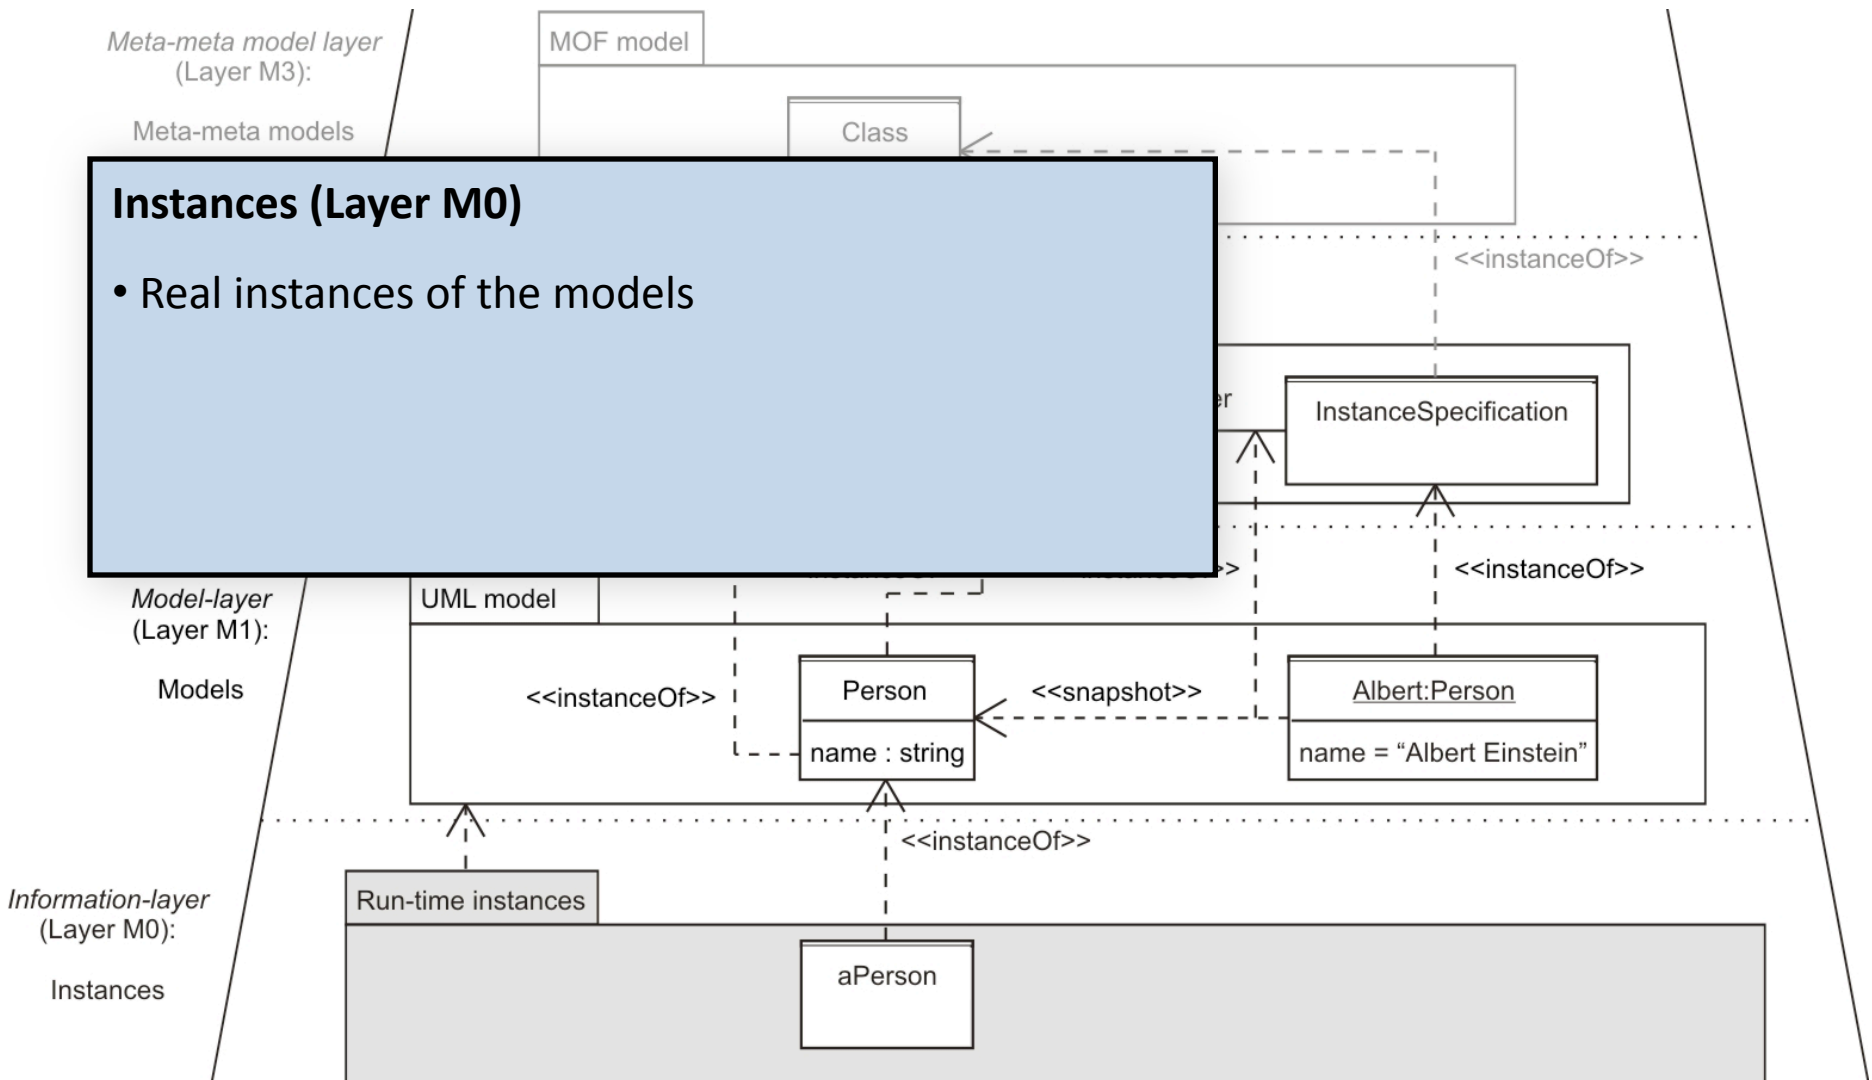 Meta-meta model layer
(Layer M3):
Meta-meta models
MOF model
Class
Instances (Layer M0)
• Real instances of the models
<<instanceOf>>
InstanceSpecification
<<instanceOf>>
Model-layer
(Layer M1):
Models
UML model
<<instanceOf>>
Person
name : string
<<snapshot>>
Albert:Person
name = “Albert Einstein”
<<instanceOf>>
Information-layer
(Layer M0):
Instances
Run-time instances
aPerson